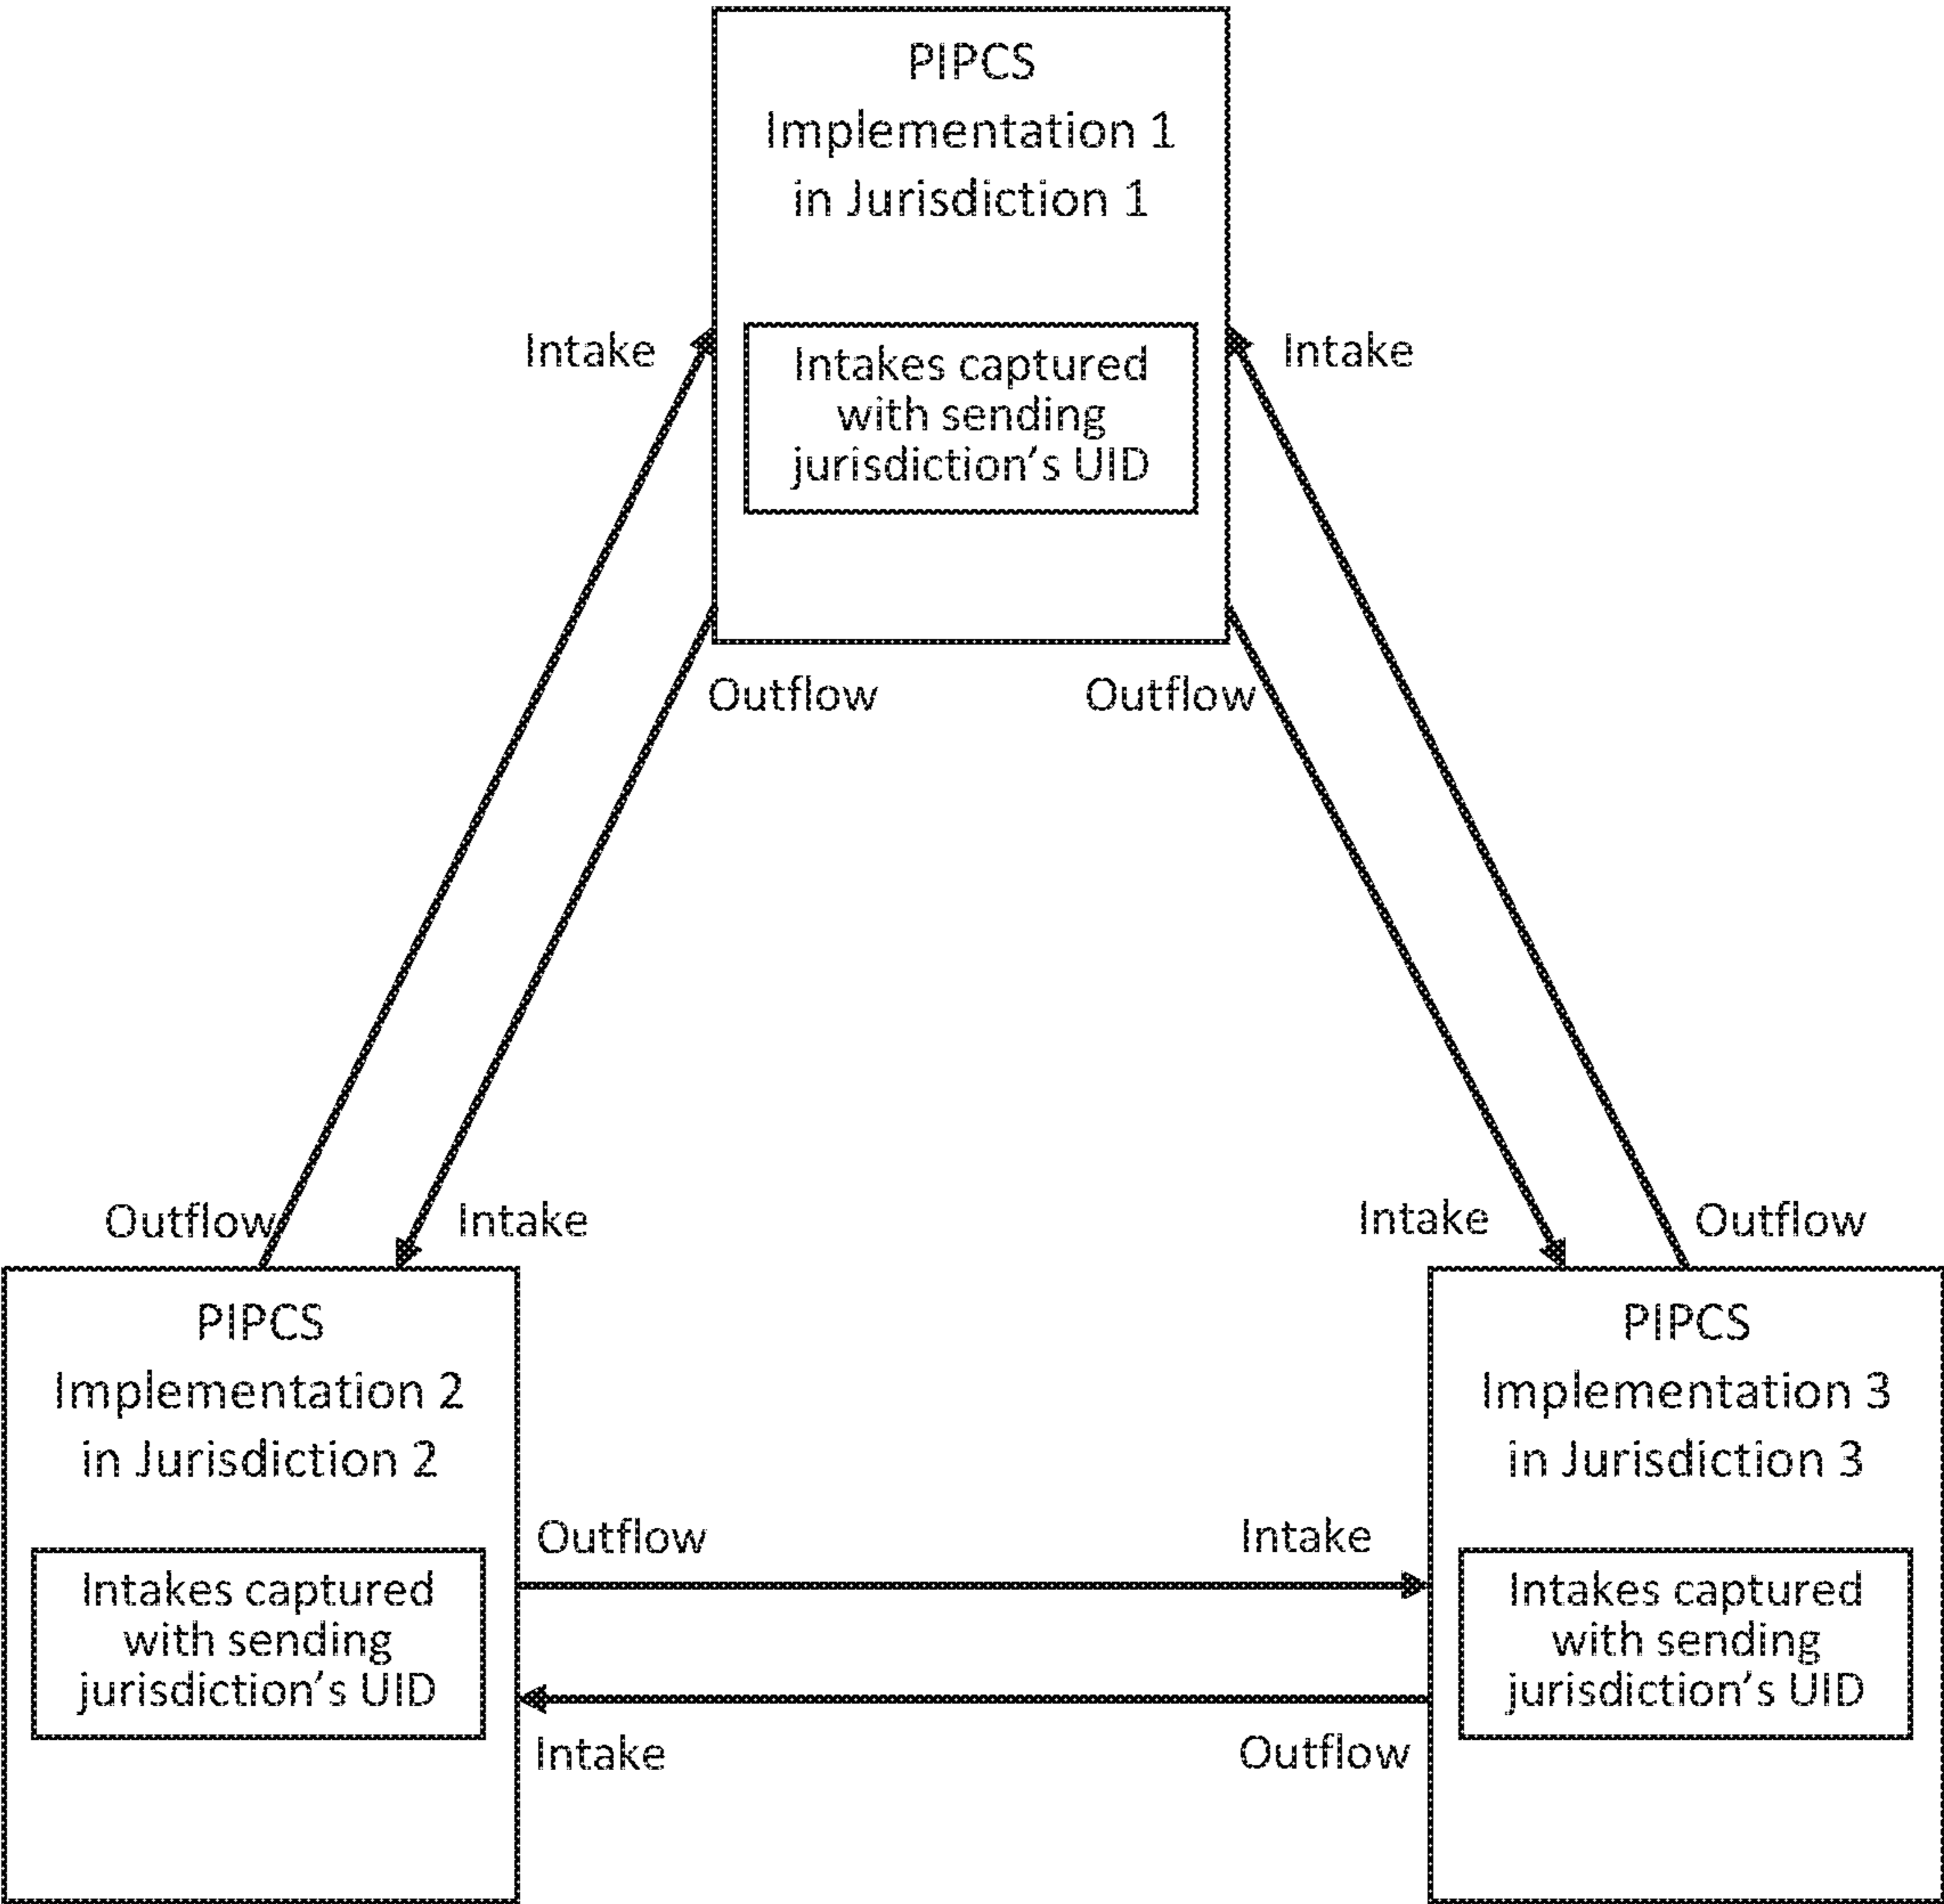 PIPCS
Implementation 1
in Jurisdiction 1
Intake
Intake
Intakes captured
with sending
jurisdiction's UID
Outflow
Outflow
Outflow
Intake
Intake
Outflow
PIPCS
Implementation 2
in Jurisdiction 2
PIPCS
Implementation 3
in Jurisdiction 3
Outflow
Intake
Intakes captured
with sending
jurisdiction's UID
Intakes captured
with sending
jurisdiction's UID
Intake
Outflow